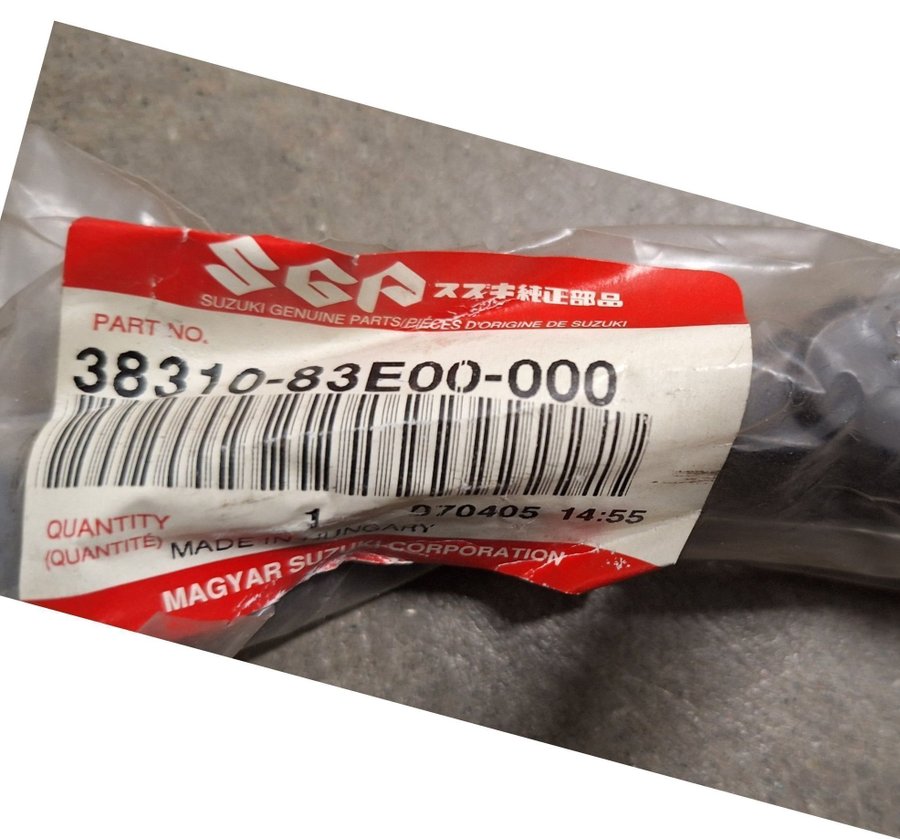 SGP スズキ純正部品
SUZUKI GENUINE PARTS/PIÈCES D'ORIGINE DE SUZUKI
PART NO.
38310-83E00-000
QUANTITY 1 070405 14:55
(QUANTITÉ) MADE IN HUNGARY
MAGYAR SUZUKI CORPORATION